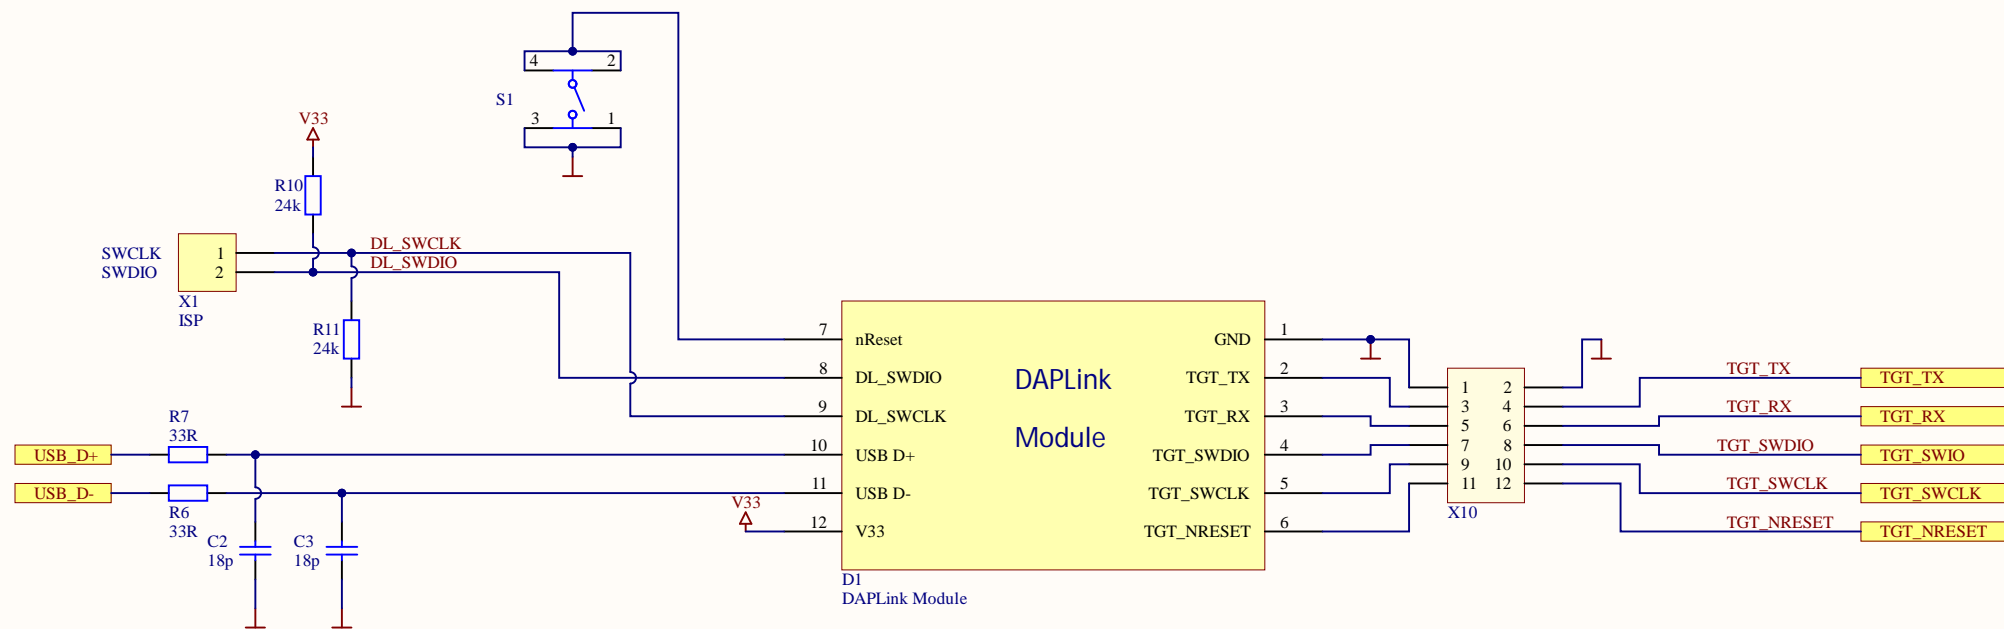 4 2
S1
3 1
V33
R10
24k
SWCLK 1 DL_SWCLK
SWDIO 2 DL_SWDIO
X1
ISP
R11
24k
7 nReset GND 1
8 DL_SWDIO DAPLink TGT_TX 2
9 DL_SWCLK TGT_RX 3
Module
10 USB D+ TGT_SWDIO 4
11 USB D- TGT_SWCLK 5
V33
12 V33 TGT_NRESET 6
D1
DAPLink Module
R7
33R
USB_D+
USB_D-
R6
33R
C2
18p
C3
18p
1 2
3 4
5 6
7 8
9 10
11 12
X10
TGT_TX TGT_TX
TGT_RX TGT_RX
TGT_SWDIO TGT_SWIO
TGT_SWCLK TGT_SWCLK
TGT_NRESET TGT_NRESET